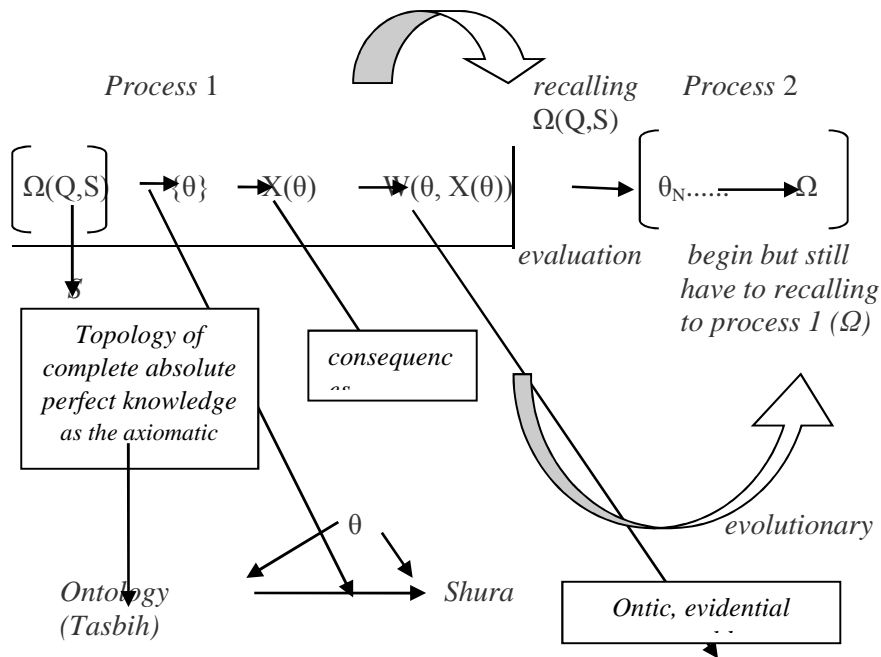 Process 1
recalling
Ω(Q,S)
Process 2
Ω(Q,S) {θ} X(θ) W(θ, X(θ)) θN...... Ω
evaluation
begin but still
have to recalling
to process 1 (Ω)
S
Topology of
complete absolute
perfect knowledge
as the axiomatic
consequenc
θ
evolutionary
Ontology
(Tasbih)
Shura
Ontic, evidential